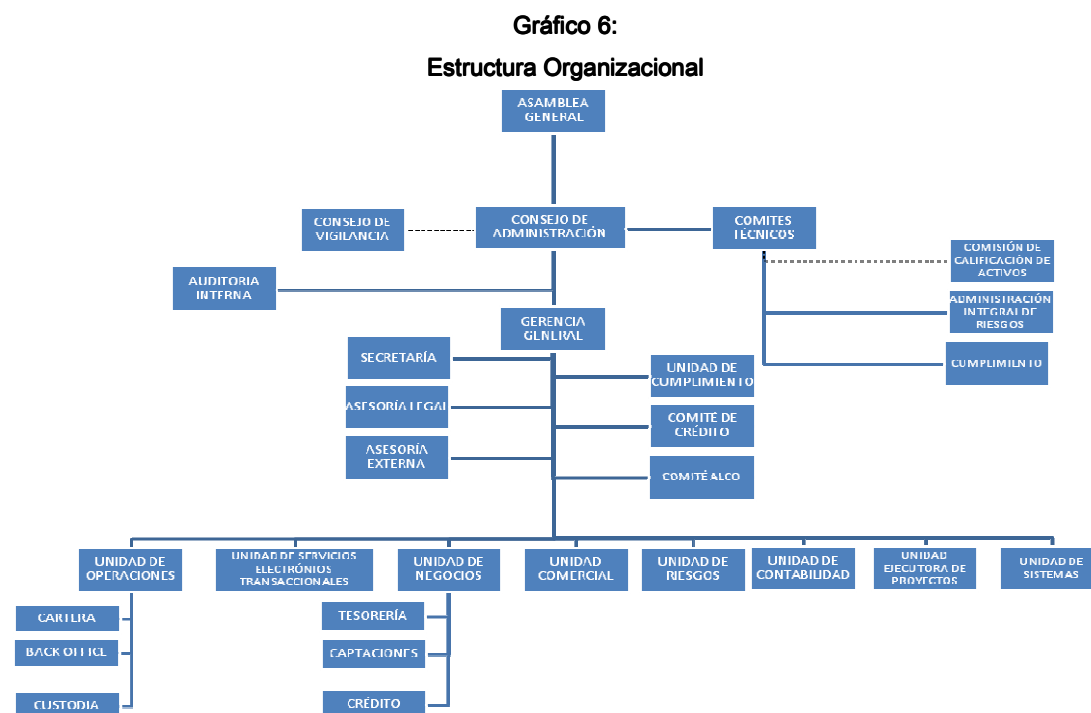 Gráfico 6:
Estructura Organizacional
ASAMBLEA
GENERAL
CONSEJO DE
VIGILANCIA
CONSEJO DE
ADMINISTRACIÓN
COMITES
TÉCNICOS
COMISIÓN DE
CALIFICACIÓN DE
ACTIVOS
AUDITORIA
INTERNA
ADMINISTRACIÓN
INTEGRAL DE
RIESGOS
GERENCIA
GENERAL
SECRETARÍA
UNIDAD DE
CUMPLIMIENTO
CUMPLIMIENTO
ASESORÍA LEGAL
COMITÉ DE
CRÉDITO
ASESORÍA
EXTERNA
COMITÉ ALCO
UNIDAD DE
OPERACIONES
UNIDAD DE SERVICIOS
ELECTRÓNIOS
TRANSACCIONALES
UNIDAD DE
NEGOCIOS
UNIDAD
COMERCIAL
UNIDAD DE
RIESGOS
UNIDAD DE
CONTABILIDAD
UNIDAD
EJECUTORA DE
PROYECTOS
UNIDAD DE
SISTEMAS
CARTERA
BACK OFFICE
CUSTODIA
TESORERÍA
CAPTACIONES
CRÉDITO